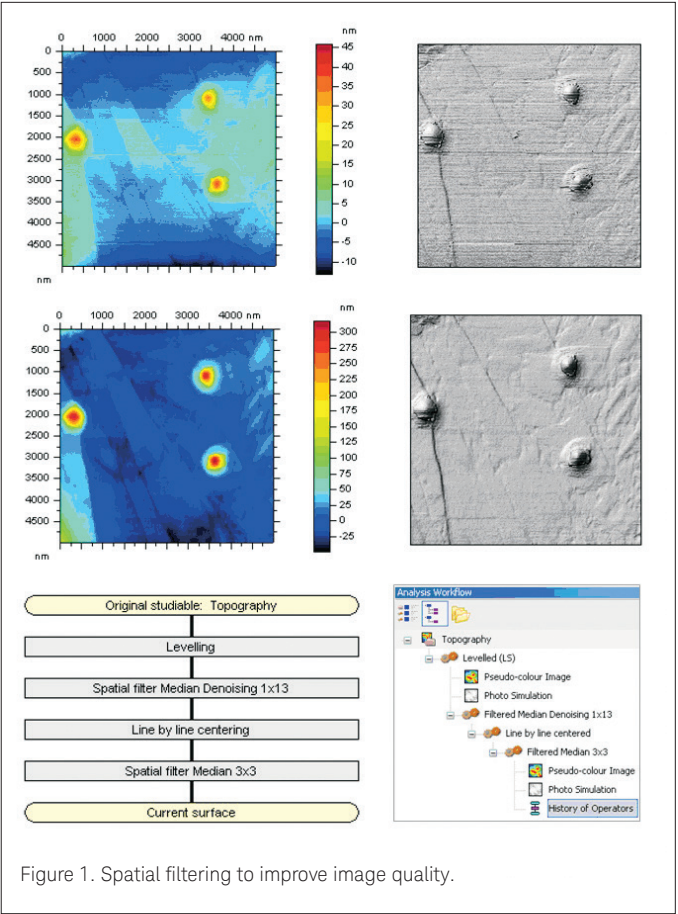 nm
0 1000 2000 3000 4000 nm
0
500
1000
1500
2000
2500
3000
3500
4000
4500
nm
45
40
35
30
25
20
15
10
5
0
-5
-10
nm
0 1000 2000 3000 4000 nm
0
500
1000
1500
2000
2500
3000
3500
4000
4500
nm
300
275
250
225
200
175
150
125
100
75
50
25
0
-25
Original studiable: Topography
Levelling
Spatial filter Median Denoising 1x13
Line by line centering
Spatial filter Median 3x3
Current surface
Analysis Workflow
Topography
Levelled (LS)
Pseudo-colour Image
Photo Simulation
Filtered Median Denoising 1x13
Line by line centered
Filtered Median 3x3
Pseudo-colour Image
Photo Simulation
History of Operators
Figure 1. Spatial filtering to improve image quality.